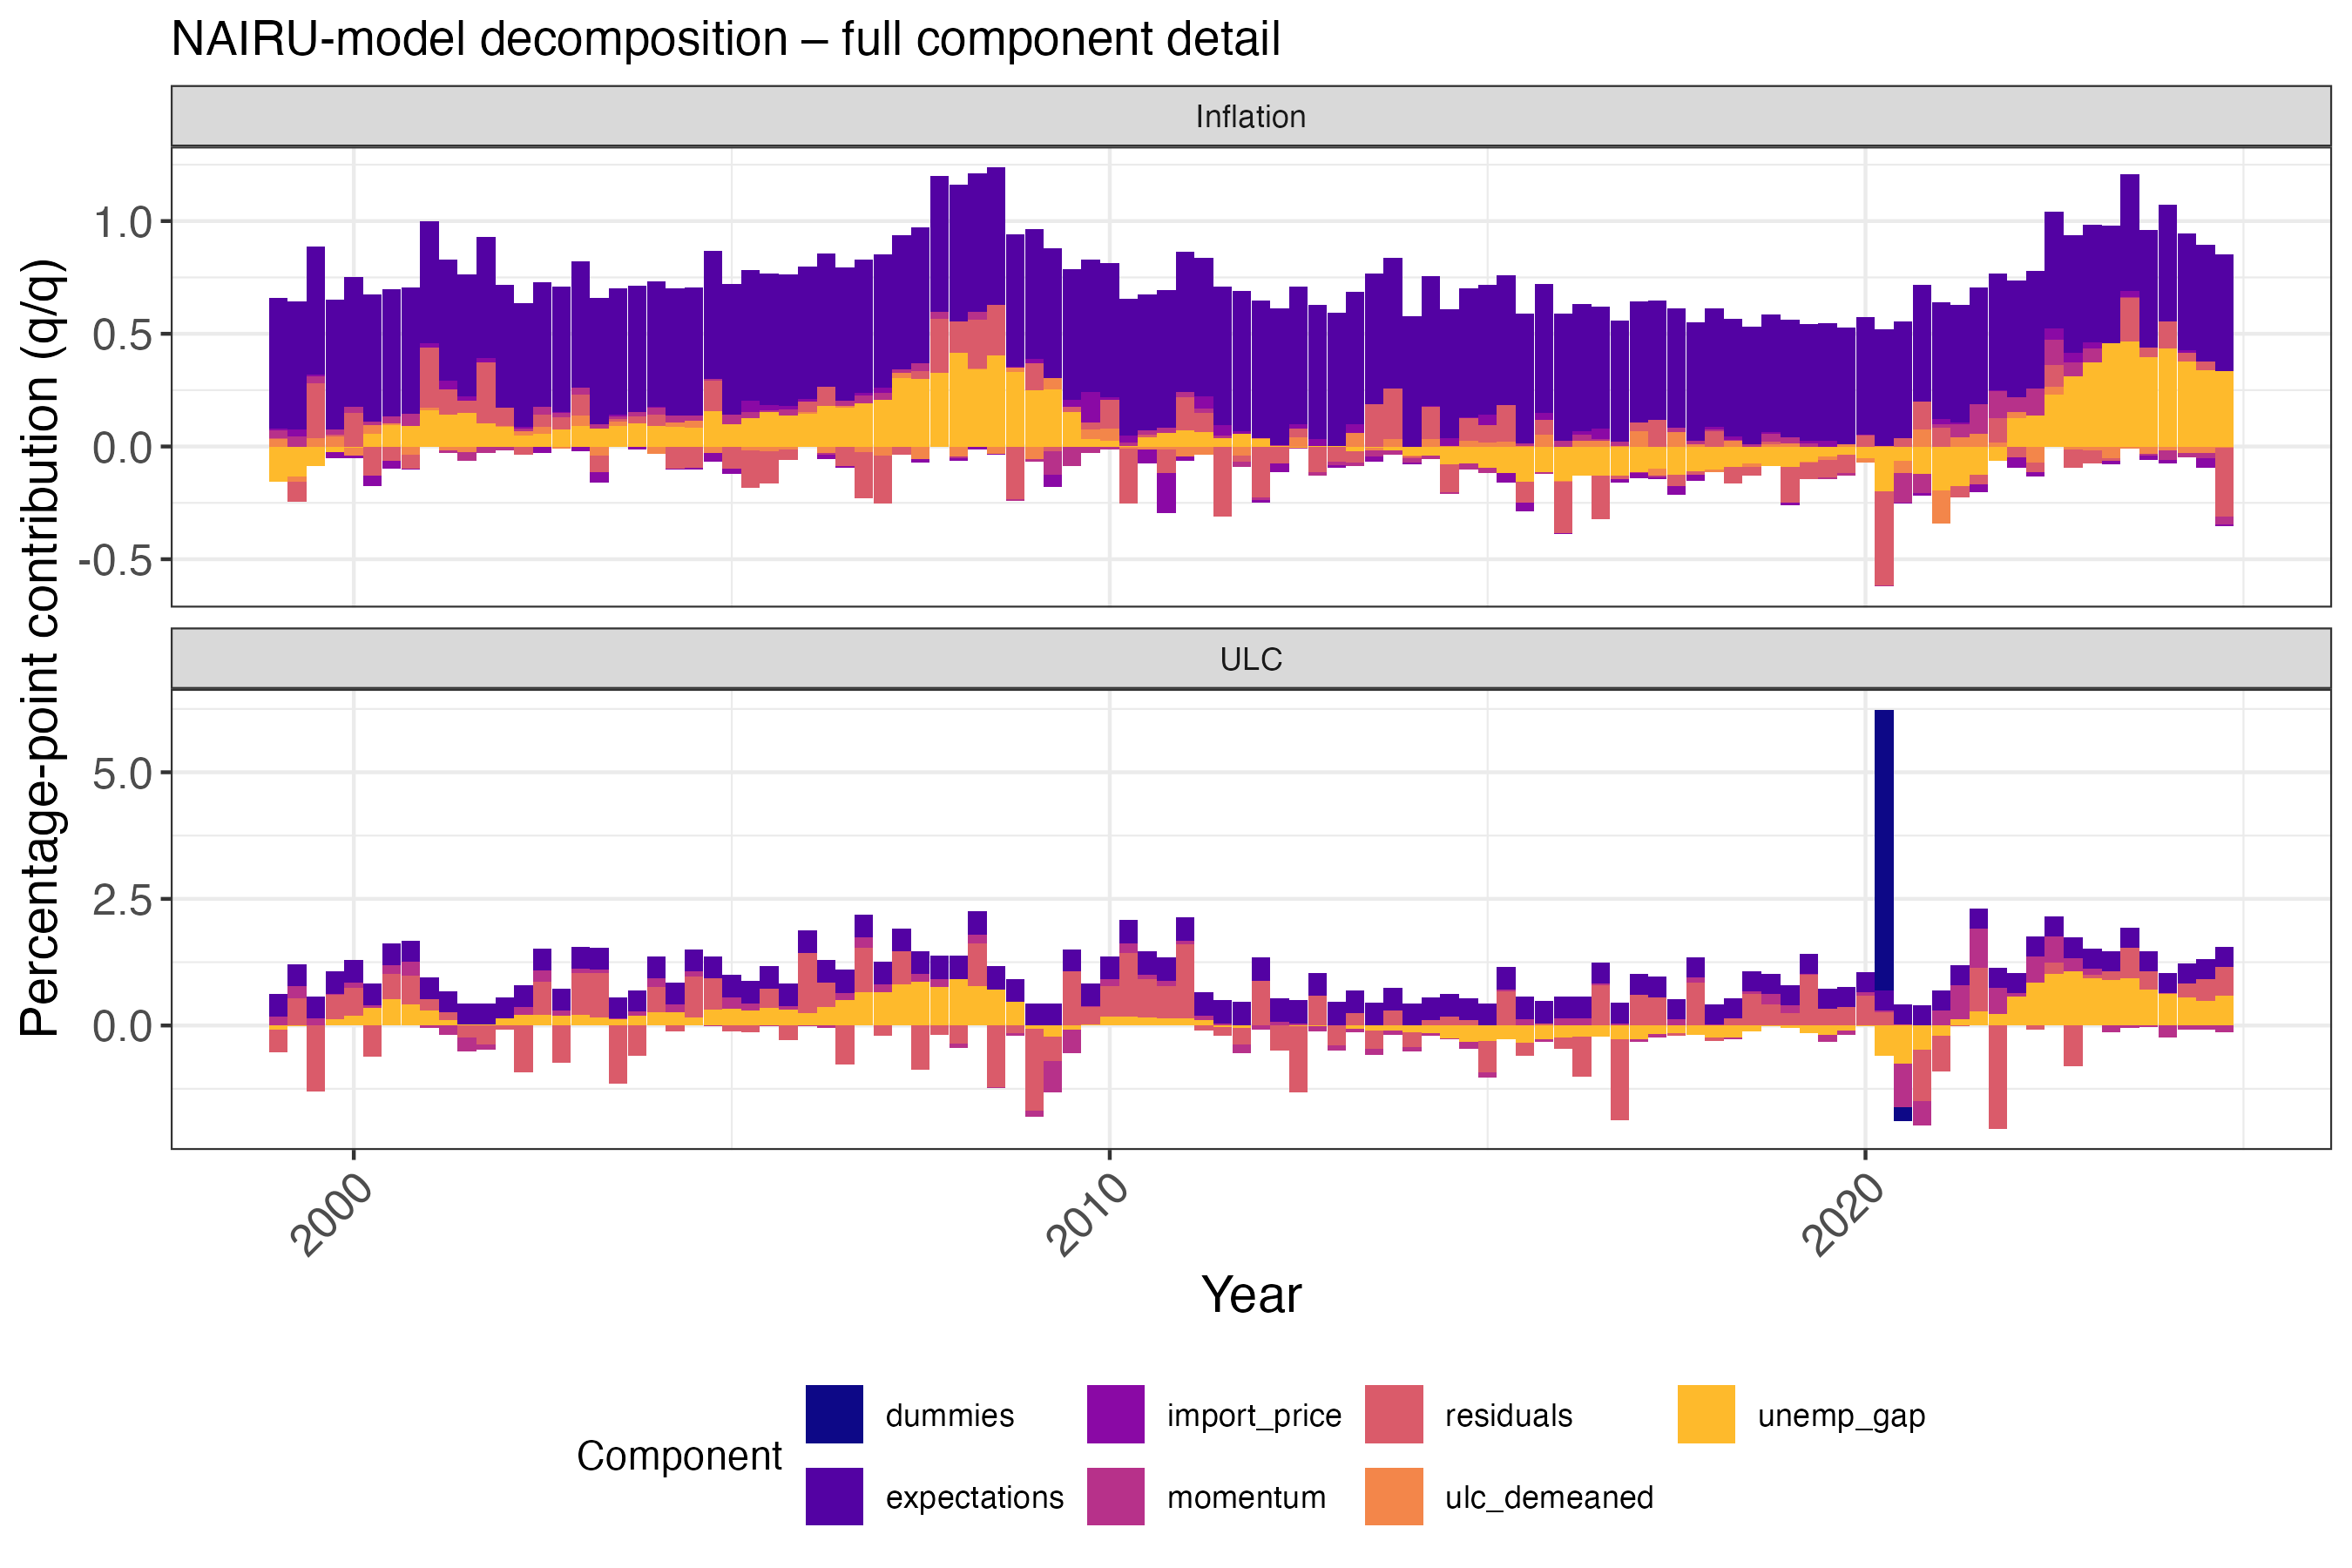 NAIRU-model decomposition – full component detail
Inflation
Percentage-point contribution (q/q)
1.0
0.5
0.0
-0.5
ULC
5.0
2.5
0.0
2000
2010
2020
Year
Component
dummies
import_price
residuals
unemp_gap
expectations
momentum
ulc_demeaned